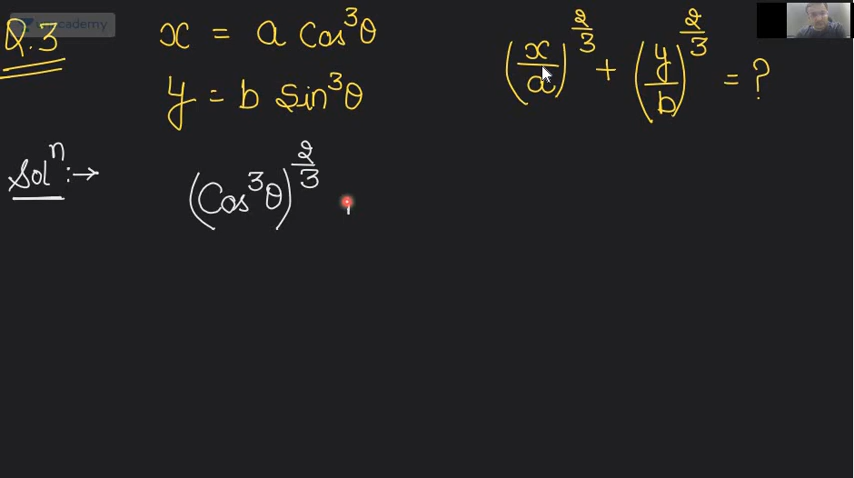 Q.3
x = a Cos³θ
y = b Sin³θ
(x/a)^(2/3) + (y/b)^(2/3) = ?
Solⁿ :→
(Cos³θ)^(2/3)